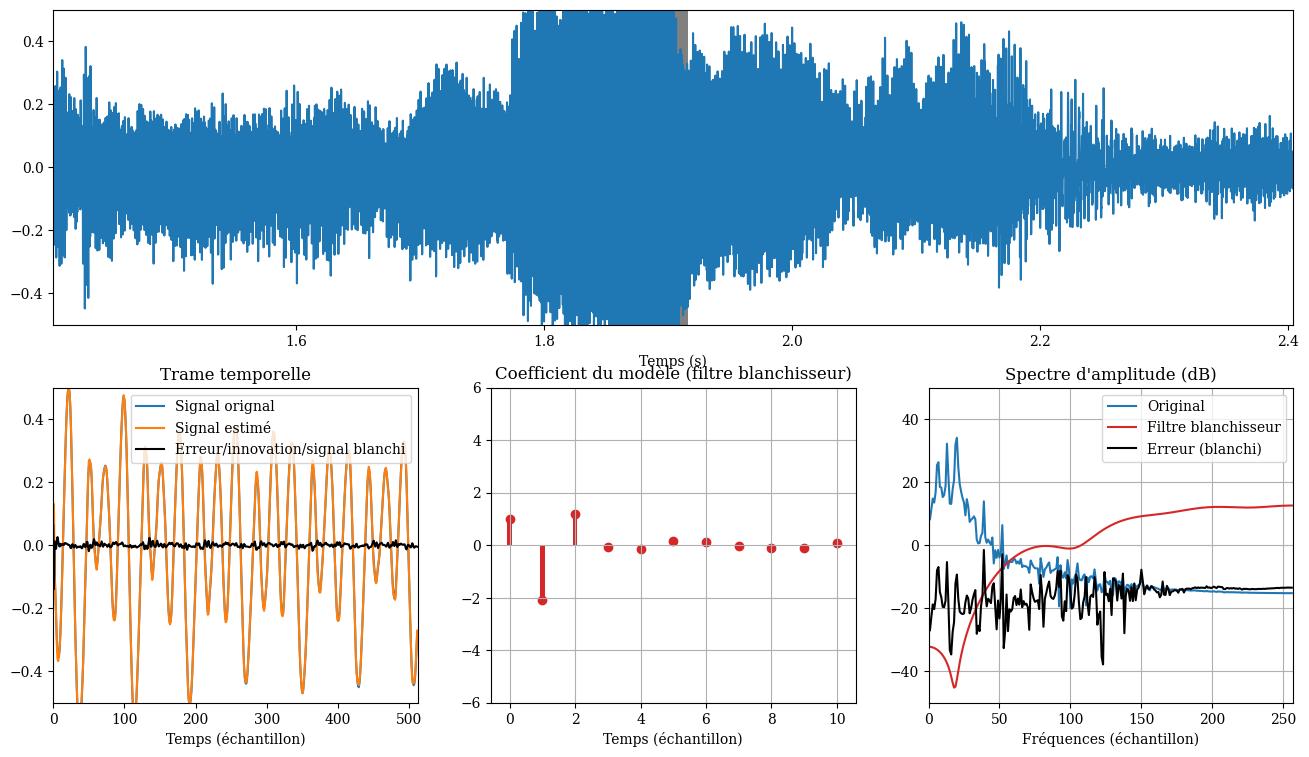 0.4
0.2
0.0
−0.2
−0.4
1.6 1.8 2.0 2.2 2.4
Temps (s)
Trame temporelle
Signal orignal
Signal estimé
Erreur/innovation/signal blanchi
0.4
0.2
0.0
−0.2
−0.4
0 100 200 300 400 500
Temps (échantillon)
Coefficient du modèle (filtre blanchisseur)
6
4
2
0
−2
−4
−6
0 2 4 6 8 10
Temps (échantillon)
Spectre d'amplitude (dB)
Original
Filtre blanchisseur
Erreur (blanchi)
40
20
0
−20
−40
0 50 100 150 200 250
Fréquences (échantillon)